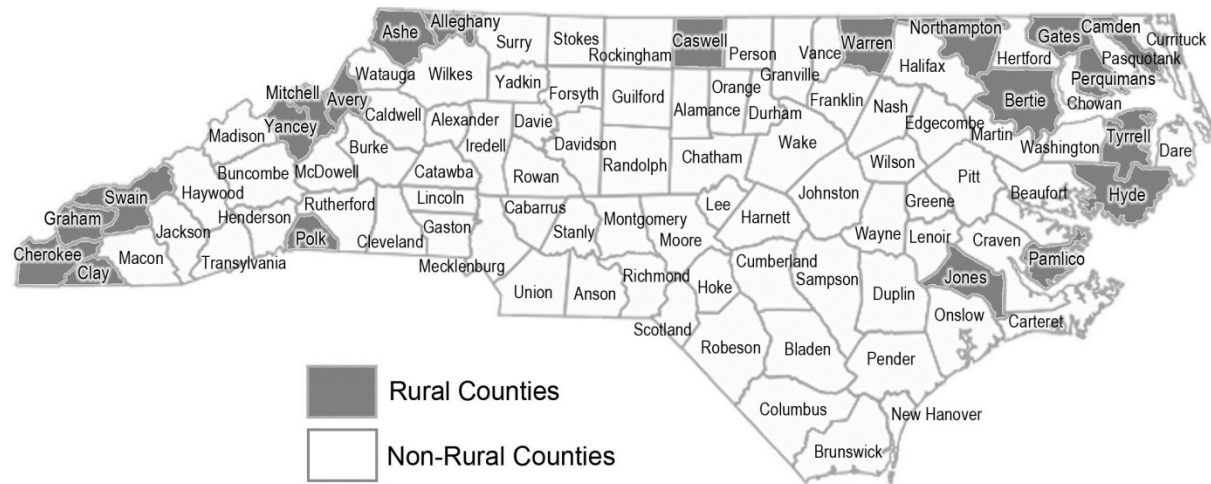 Ashe
Alleghany
Surry
Stokes
Rockingham
Caswell
Person
Vance
Granville
Warren
Northampton
Halifax
Hertford
Gates
Camden
Currituck
Pasquotank
Perquimans
Chowan
Bertie
Watauga
Wilkes
Yadkin
Forsyth
Guilford
Alamance
Orange
Durham
Franklin
Nash
Edgecombe
Martin
Washington
Tyrrell
Dare
Mitchell
Avery
Yancey
Madison
Caldwell
Alexander
Iredell
Davie
Davidson
Randolph
Chatham
Wake
Wilson
Pitt
Beaufort
Hyde
Swain
Haywood
Buncombe
McDowell
Burke
Catawba
Rowan
Lincoln
Johnston
Greene
Graham
Jackson
Henderson
Rutherford
Cleveland
Gaston
Cabarrus
Stanly
Montgomery
Moore
Lee
Harnett
Wayne
Lenoir
Craven
Pamlico
Cherokee
Clay
Macon
Transylvania
Polk
Mecklenburg
Union
Anson
Richmond
Scotland
Hoke
Cumberland
Sampson
Duplin
Jones
Onslow
Carteret
Robeson
Bladen
Pender
Columbus
Brunswick
New Hanover
Rural Counties
Non-Rural Counties